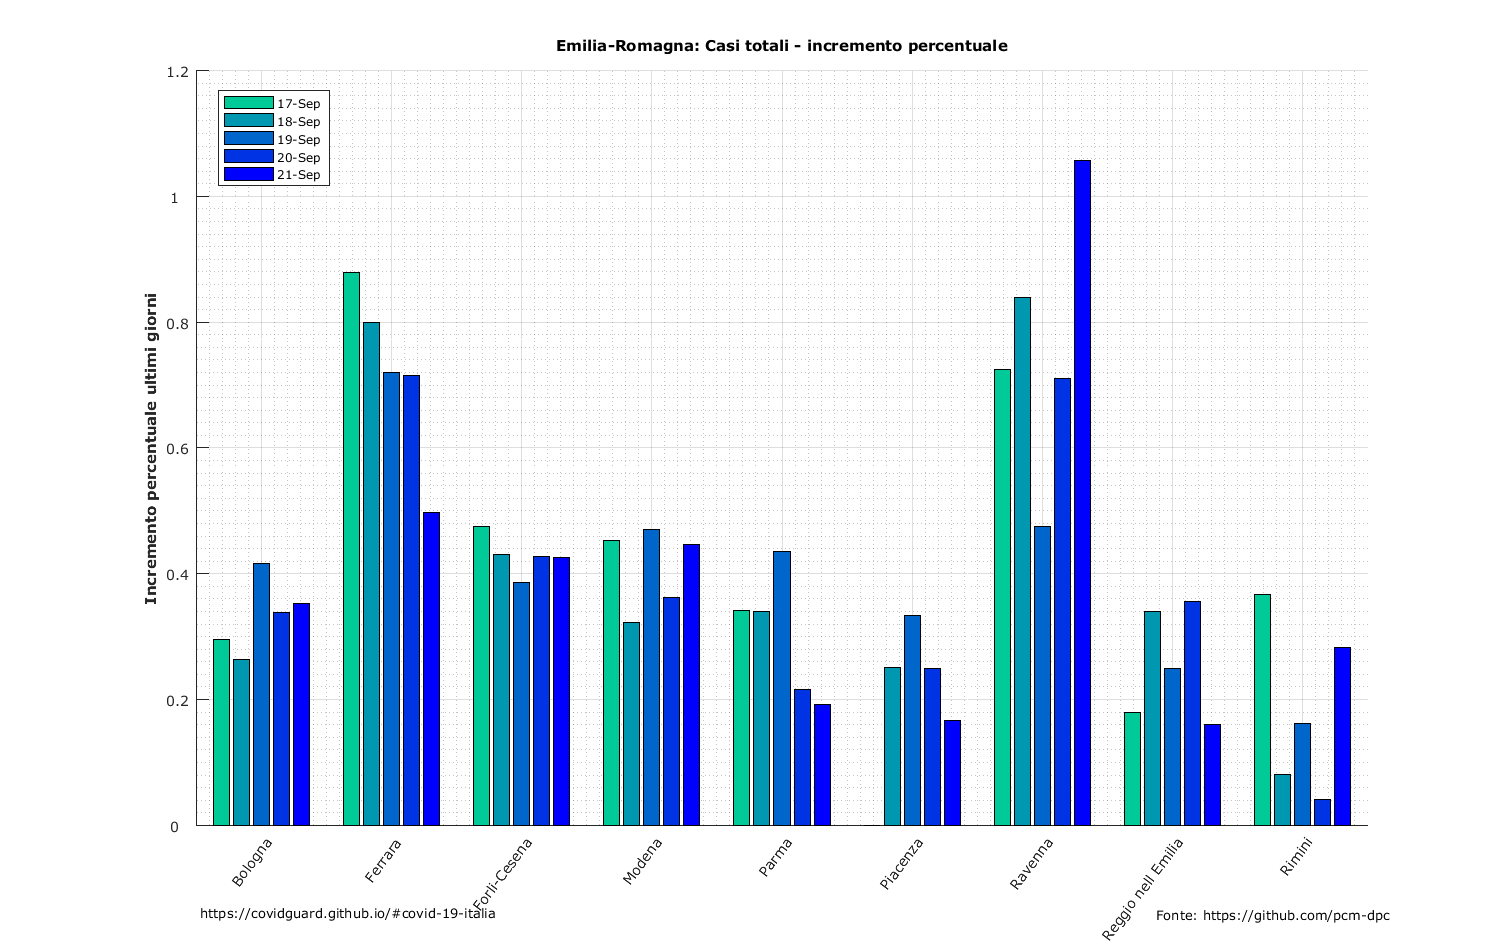 Emilia-Romagna: Casi totali - incremento percentuale
1.2
1
0.8
0.6
0.4
0.2
0
Incremento percentuale ultimi giorni
17-Sep
18-Sep
19-Sep
20-Sep
21-Sep
Bologna
Ferrara
Forlì-Cesena
Modena
Parma
Piacenza
Ravenna
Reggio nell Emilia
Rimini
https://covidguard.github.io/#covid-19-italia
Fonte: https://github.com/pcm-dpc